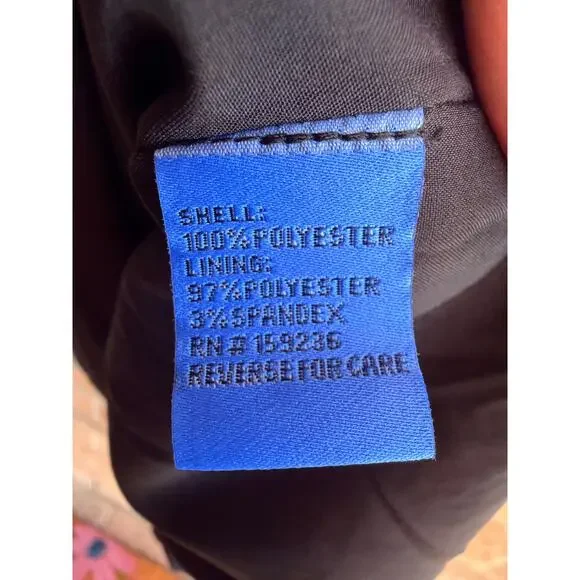 SHELL:
100% POLYESTER
LINING:
97% POLYESTER
3% SPANDEX
RN # 159236
REVERSE FOR CARE